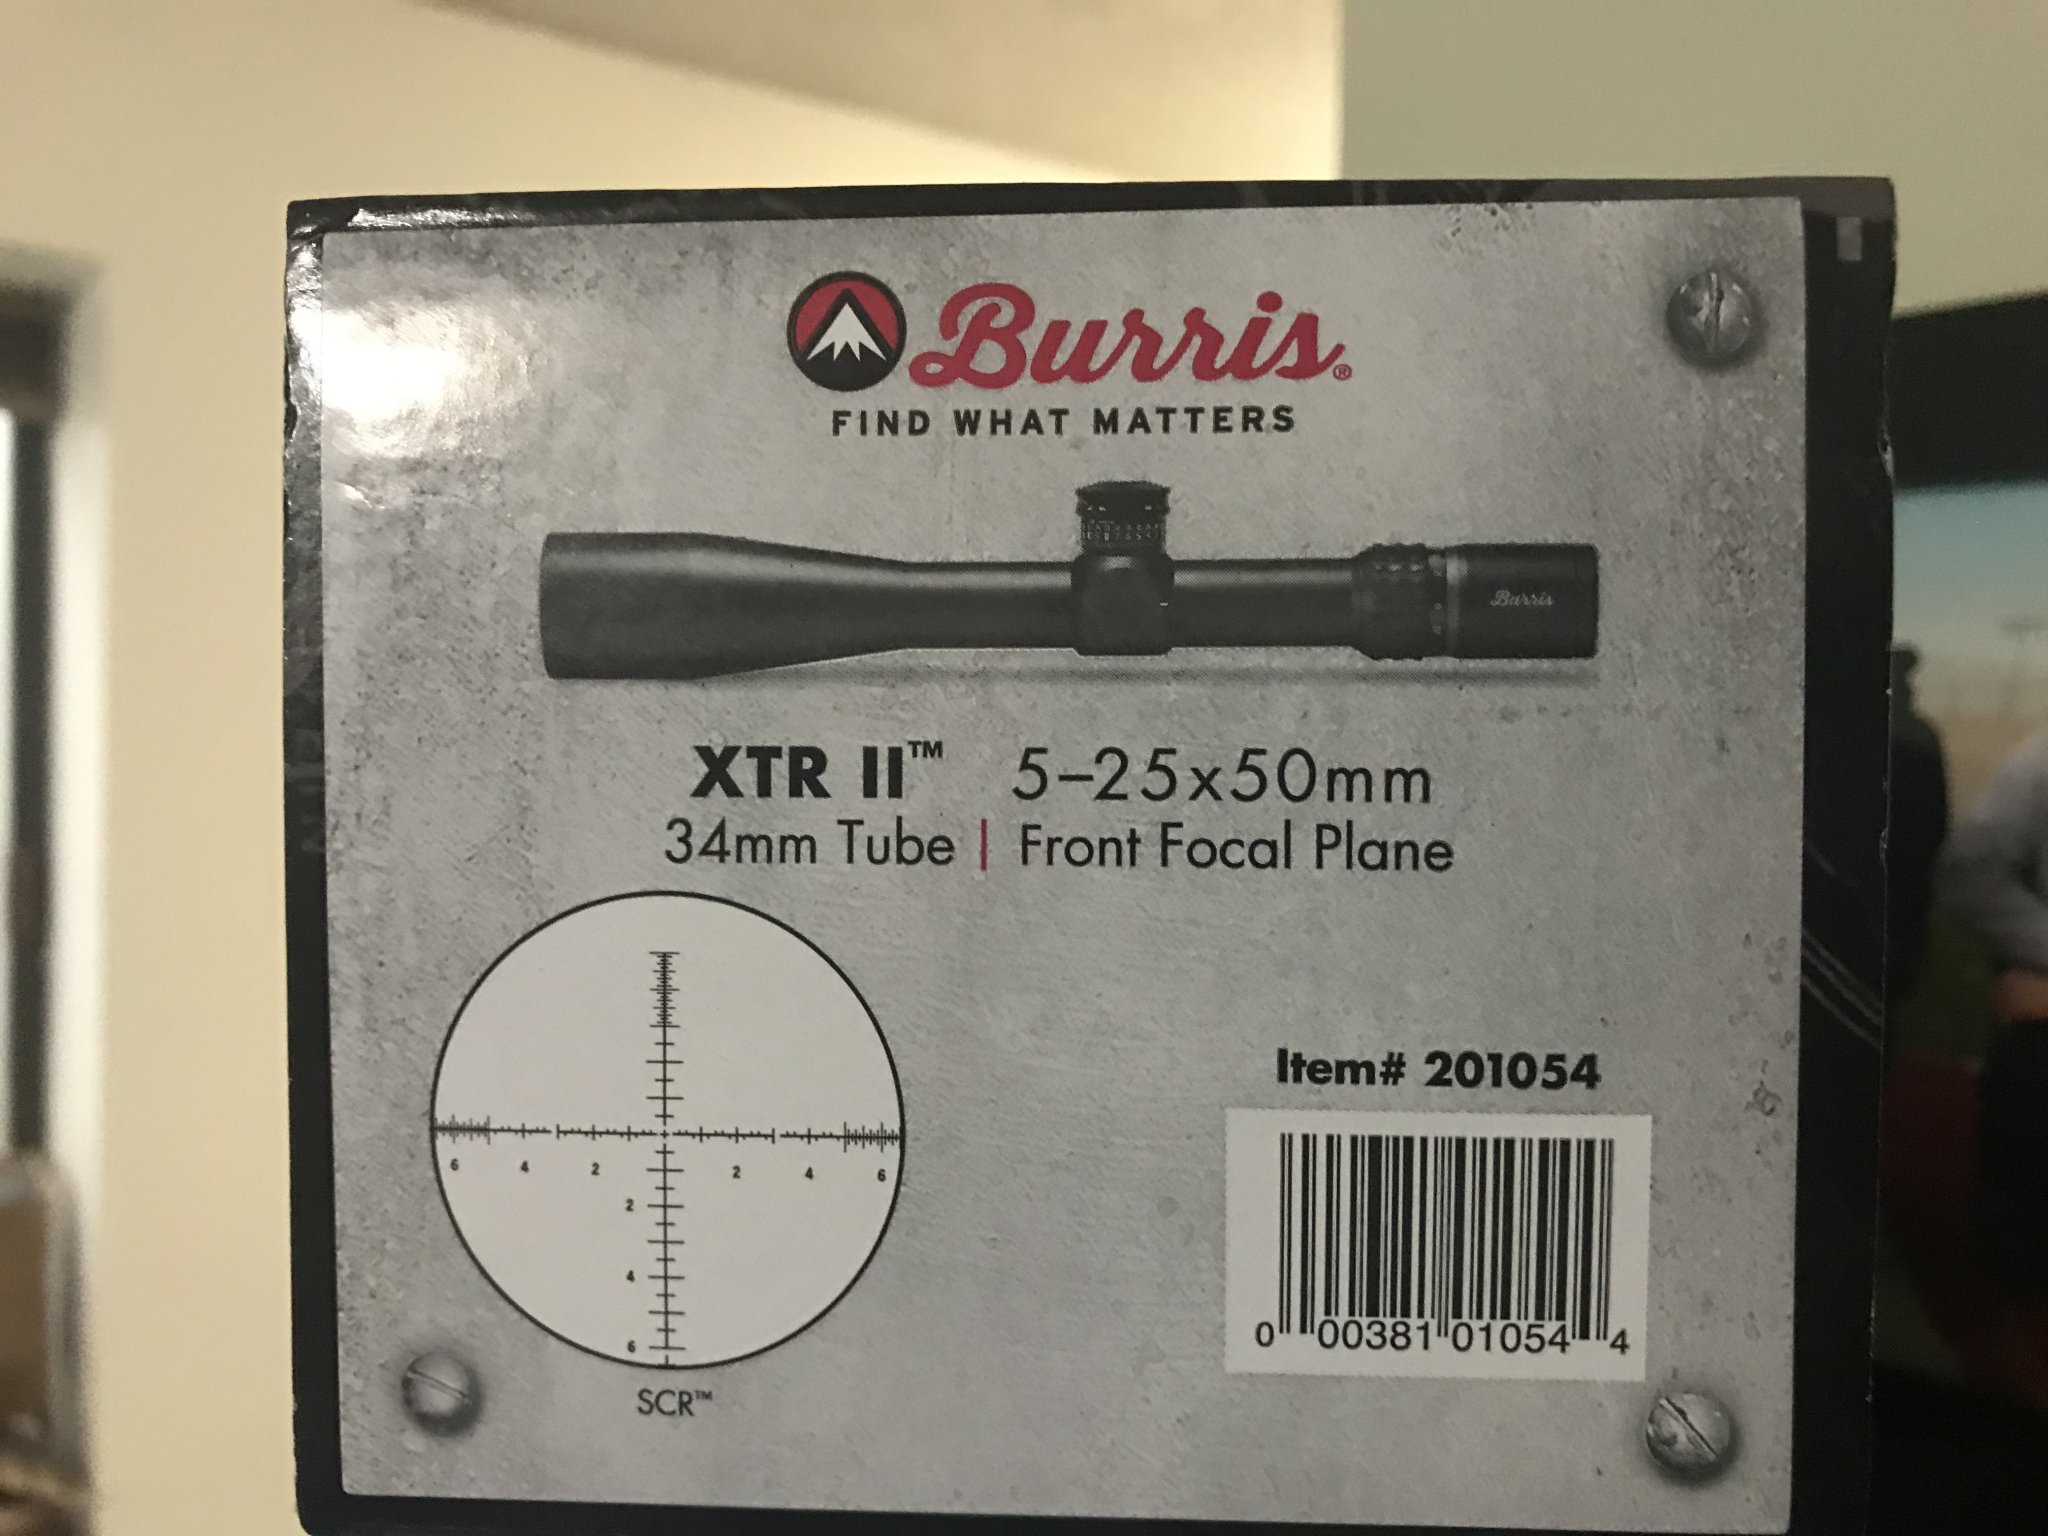 Burris®
FIND WHAT MATTERS
Burris
XTR II™ 5–25x50mm
34mm Tube | Front Focal Plane
6 4 2 2 4 6
2
4
6
SCR™
Item# 201054
0 00381 01054 4